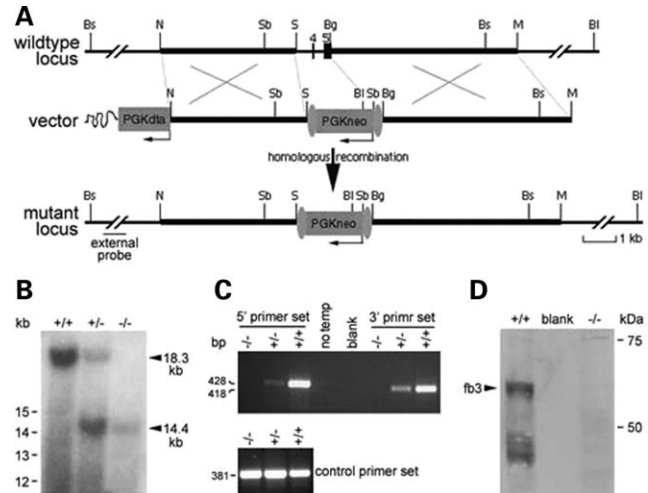 A
Bs N Sb S 4 5 Bg Bs M Bl
wildtype locus
N Sb S Bl Sb Bg Bs M
vector PGKdta PGKneo
homologous recombination
Bs N Sb S Bl Sb Bg Bs M Bl
mutant locus PGKneo
external probe
1 kb
B
kb +/+ +/- -/-
18.3 kb
15
14
14.4 kb
13
12
C
5' primer set no temp blank 3' primr set
bp -/- +/- +/+ -/- +/- +/+
428
418
-/- +/- +/+
381 control primer set
D
+/+ blank -/- kDa
75
fb3
50